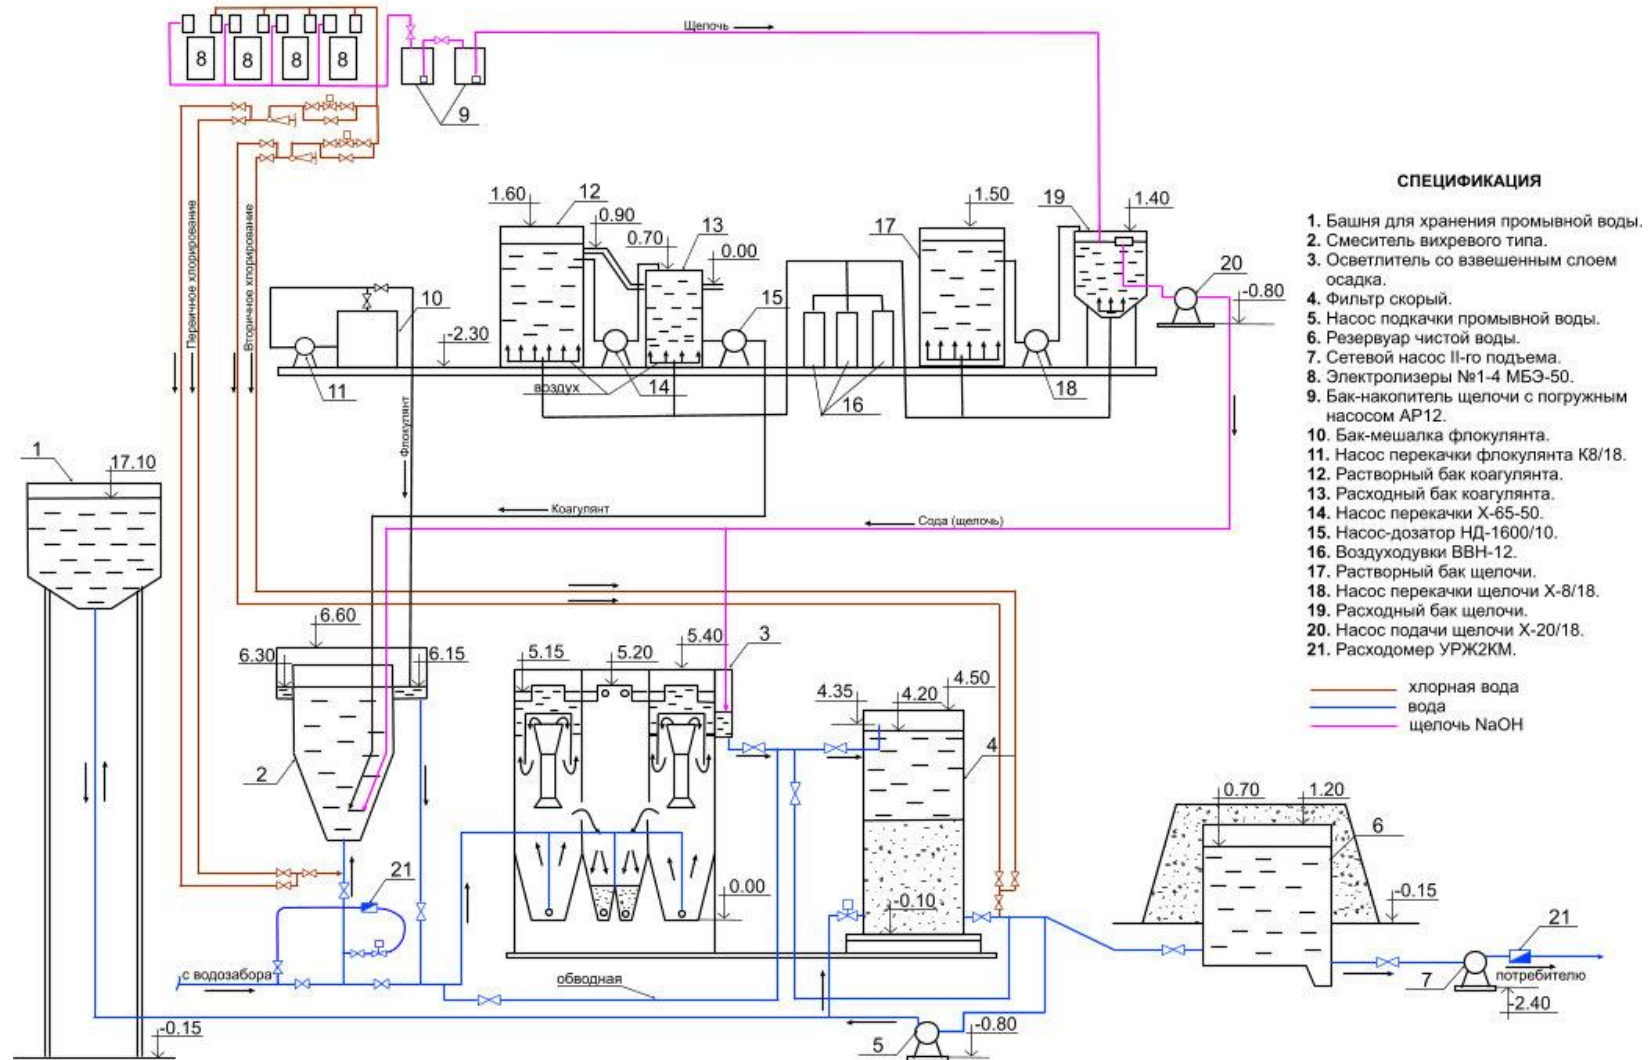 8
8
8
8
9
Щелочь
Первичное хлорирование
Вторичное хлорирование
1.60
12
0.90
0.70
13
0.00
17
1.50
19
1.40
20
-0.80
10
-2.30
15
11
воздух
14
16
18
Флокулянт
Коагулянт
Сода (щелочь)
1
17.10
6.60
6.30
6.15
2
5.15
5.20
5.40
3
4.35
4.20
4.50
4
0.00
-0.10
21
с водозабора
обводная
-0.15
5
-0.80
0.70
1.20
6
-0.15
21
7
потребителю
-2.40
СПЕЦИФИКАЦИЯ
1. Башня для хранения промывной воды.
2. Смеситель вихревого типа.
3. Осветлитель со взвешенным слоем
осадка.
4. Фильтр скорый.
5. Насос подкачки промывной воды.
6. Резервуар чистой воды.
7. Сетевой насос II-го подъема.
8. Электролизеры №1-4 МБЭ-50.
9. Бак-накопитель щелочи с погружным
насосом АР12.
10. Бак-мешалка флокулянта.
11. Насос перекачки флокулянта К8/18.
12. Растворный бак коагулянта.
13. Расходный бак коагулянта.
14. Насос перекачки Х-65-50.
15. Насос-дозатор НД-1600/10.
16. Воздуходувки ВВН-12.
17. Растворный бак щелочи.
18. Насос перекачки щелочи Х-8/18.
19. Расходный бак щелочи.
20. Насос подачи щелочи Х-20/18.
21. Расходомер УРЖ2КМ.
хлорная вода
вода
щелочь NaOH